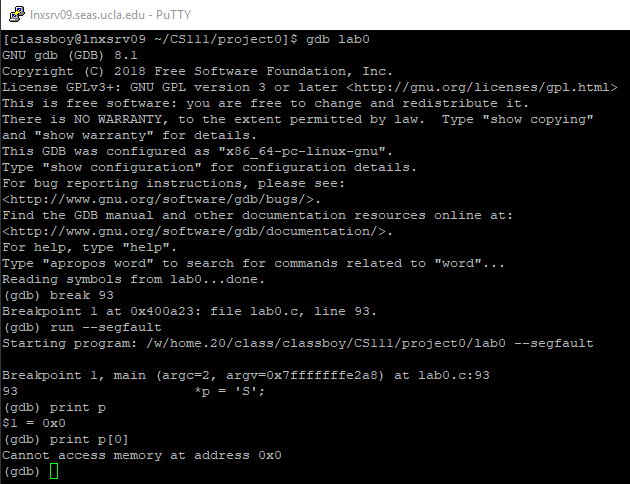 lnxsrv09.seas.ucla.edu - PuTTY
[classboy@lnxsrv09 ~/CS111/project0]$ gdb lab0
GNU gdb (GDB) 8.1
Copyright (C) 2018 Free Software Foundation, Inc.
License GPLv3+: GNU GPL version 3 or later <http://gnu.org/licenses/gpl.html>
This is free software: you are free to change and redistribute it.
There is NO WARRANTY, to the extent permitted by law.  Type "show copying"
and "show warranty" for details.
This GDB was configured as "x86_64-pc-linux-gnu".
Type "show configuration" for configuration details.
For bug reporting instructions, please see:
<http://www.gnu.org/software/gdb/bugs/>.
Find the GDB manual and other documentation resources online at:
<http://www.gnu.org/software/gdb/documentation/>.
For help, type "help".
Type "apropos word" to search for commands related to "word"...
Reading symbols from lab0...done.
(gdb) break 93
Breakpoint 1 at 0x400a23: file lab0.c, line 93.
(gdb) run --segfault
Starting program: /w/home.20/class/classboy/CS111/project0/lab0 --segfault

Breakpoint 1, main (argc=2, argv=0x7fffffffe2a8) at lab0.c:93
93                      *p = 'S';
(gdb) print p
$1 = 0x0
(gdb) print p[0]
Cannot access memory at address 0x0
(gdb)